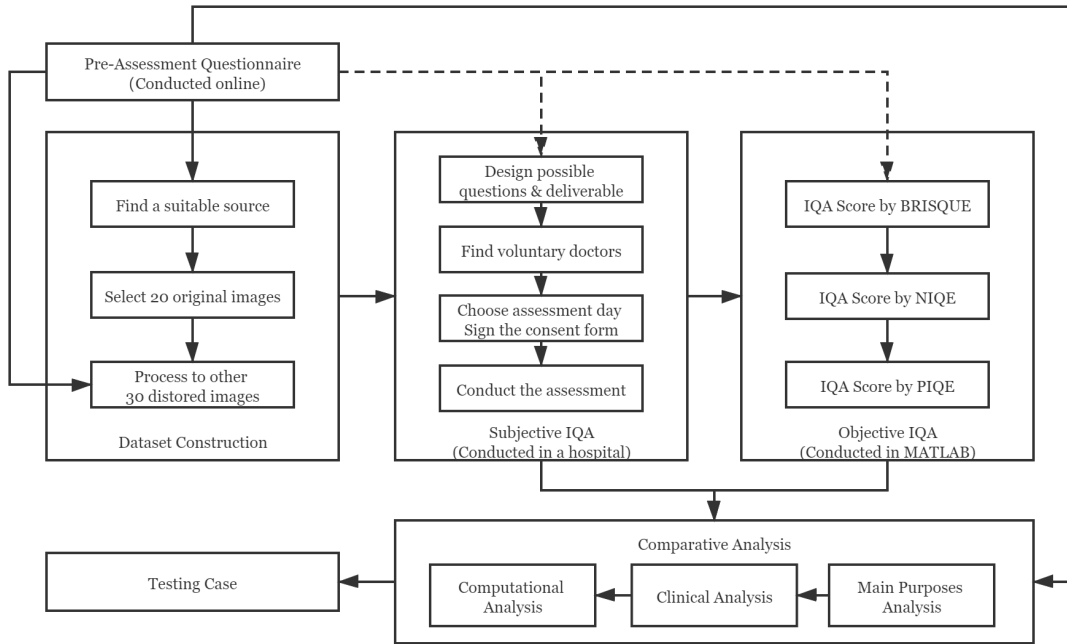 Pre-Assessment Questionnaire
(Conducted online)
Find a suitable source
Select 20 original images
Process to other
30 distored images
Dataset Construction
Design possible
questions & deliverable
Find voluntary doctors
Choose assessment day
Sign the consent form
Conduct the assessment
Subjective IQA
(Conducted in a hospital)
IQA Score by BRISQUE
IQA Score by NIQE
IQA Score by PIQE
Objective IQA
(Conducted in MATLAB)
Comparative Analysis
Main Purposes
Analysis
Clinical Analysis
Computational
Analysis
Testing Case